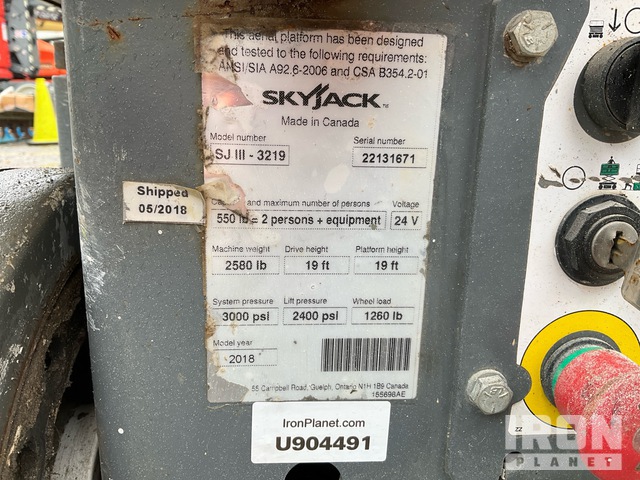 This aerial platform has been designed
and tested to the following requirements:
ANSI/SIA A92.6-2006 and CSA B354.2-01
SKYJACK
Made in Canada
Model number
Serial number
SJ III - 3219
22131671
Shipped
05/2018
and maximum number of persons
Voltage
550 lb = 2 persons + equipment
24 V
Machine weight
Drive height
Platform height
2580 lb
19 ft
19 ft
System pressure
Lift pressure
Wheel load
3000 psi
2400 psi
1260 lb
Model year
2018
55 Campbell Road, Guelph, Ontario N1H 1B9 Canada
155698AE
IronPlanet.com
U904491
IRON
PLANET